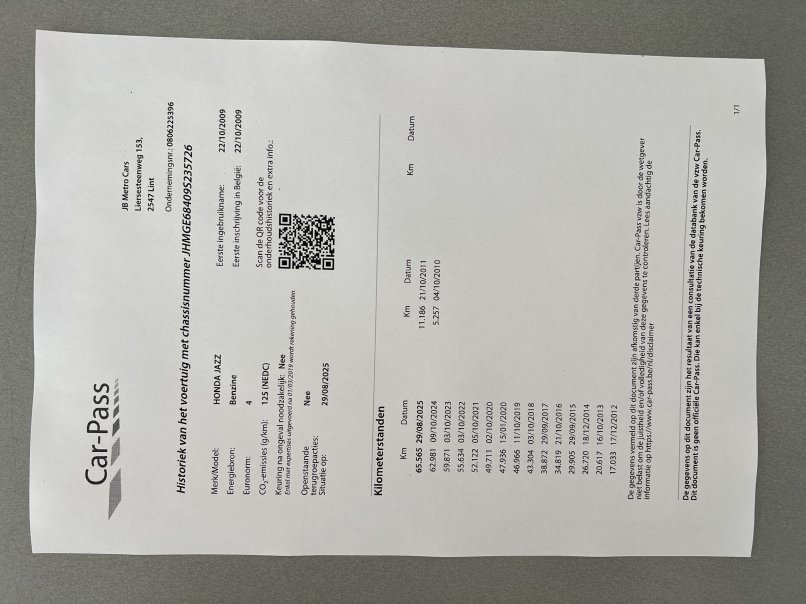 Car-Pass
JB Metro Cars
Liersesteenweg 153,
2547 Lint
Ondernemingsnr.: 0806225396
Historiek van het voertuig met chassisnummer JHMGE68409S235726
Merk/Model: HONDA JAZZ
Energiebron: Benzine
Euronorm: 4
CO₂-emissies (g/km): 125 (NEDC)
Keuring na ongeval noodzakelijk: Nee
Enkel met expertises uitgevoerd na 01/03/2019 wordt rekening gehouden.
Openstaande
terugroepacties: Nee
Situatie op: 29/08/2025
Eerste ingebruikname: 22/10/2009
Eerste inschrijving in België: 22/10/2009
Scan de QR code voor de
onderhoudshistoriek en extra info.:
Kilometerstanden
Km Datum
65.565 29/08/2025
62.981 09/10/2024
59.871 03/10/2023
55.634 03/10/2022
52.122 05/10/2021
49.711 02/10/2020
47.936 15/01/2020
46.966 11/10/2019
43.304 03/10/2018
38.872 29/09/2017
34.819 21/10/2016
29.905 29/09/2015
26.720 18/12/2014
20.617 16/10/2013
17.033 17/12/2012
Km Datum
11.186 21/10/2011
5.257 04/10/2010
Km Datum
De gegevens vermeld op dit document zijn afkomstig van derde partijen. Car-Pass vzw is door de wetgever
niet belast om de juistheid en/of volledigheid van deze gegevens te controleren. Lees aandachtig de
informatie op https://www.car-pass.be/nl/disclaimer
De gegevens op dit document zijn het resultaat van een consultatie van de databank van de vzw Car-Pass.
Dit document is geen officiële Car-Pass. Die kan enkel bij de technische keuring bekomen worden.
1/1